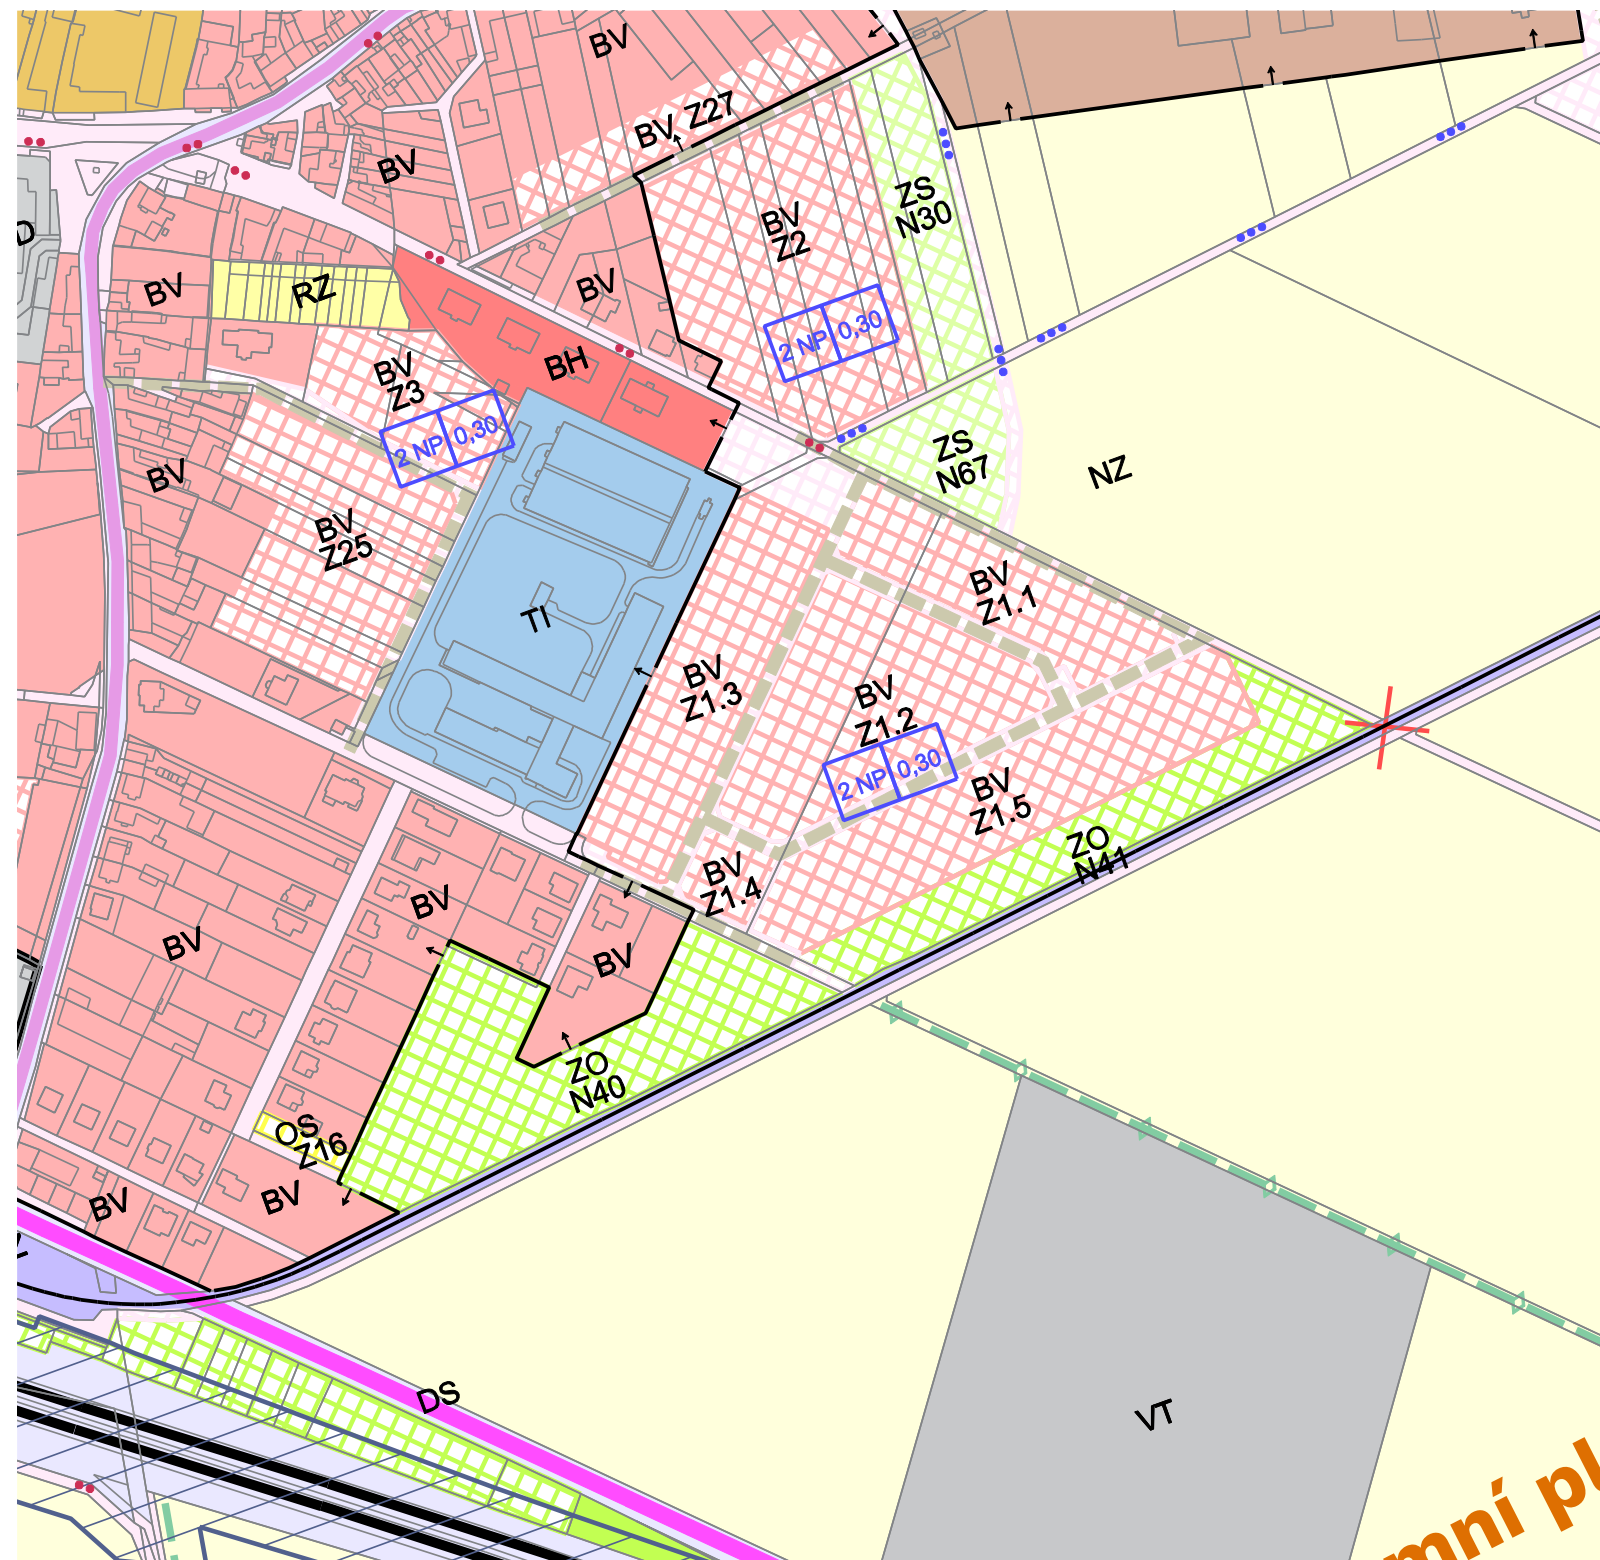 BV
BV Z27
BV
ZS
N30
BV
Z2
BV
BV
RZ
2 NP 0,30
BH
BV
Z3
2 NP 0,30
ZS
N67
NZ
BV
BV
Z25
BV
Z1.1
TI
BV
Z1.3
BV
Z1.2
2 NP 0,30
BV
Z1.5
ZO
N41
BV
Z1.4
BV
BV
BV
ZO
N40
OS
Z16
BV
BV
DS
VT
mní pl